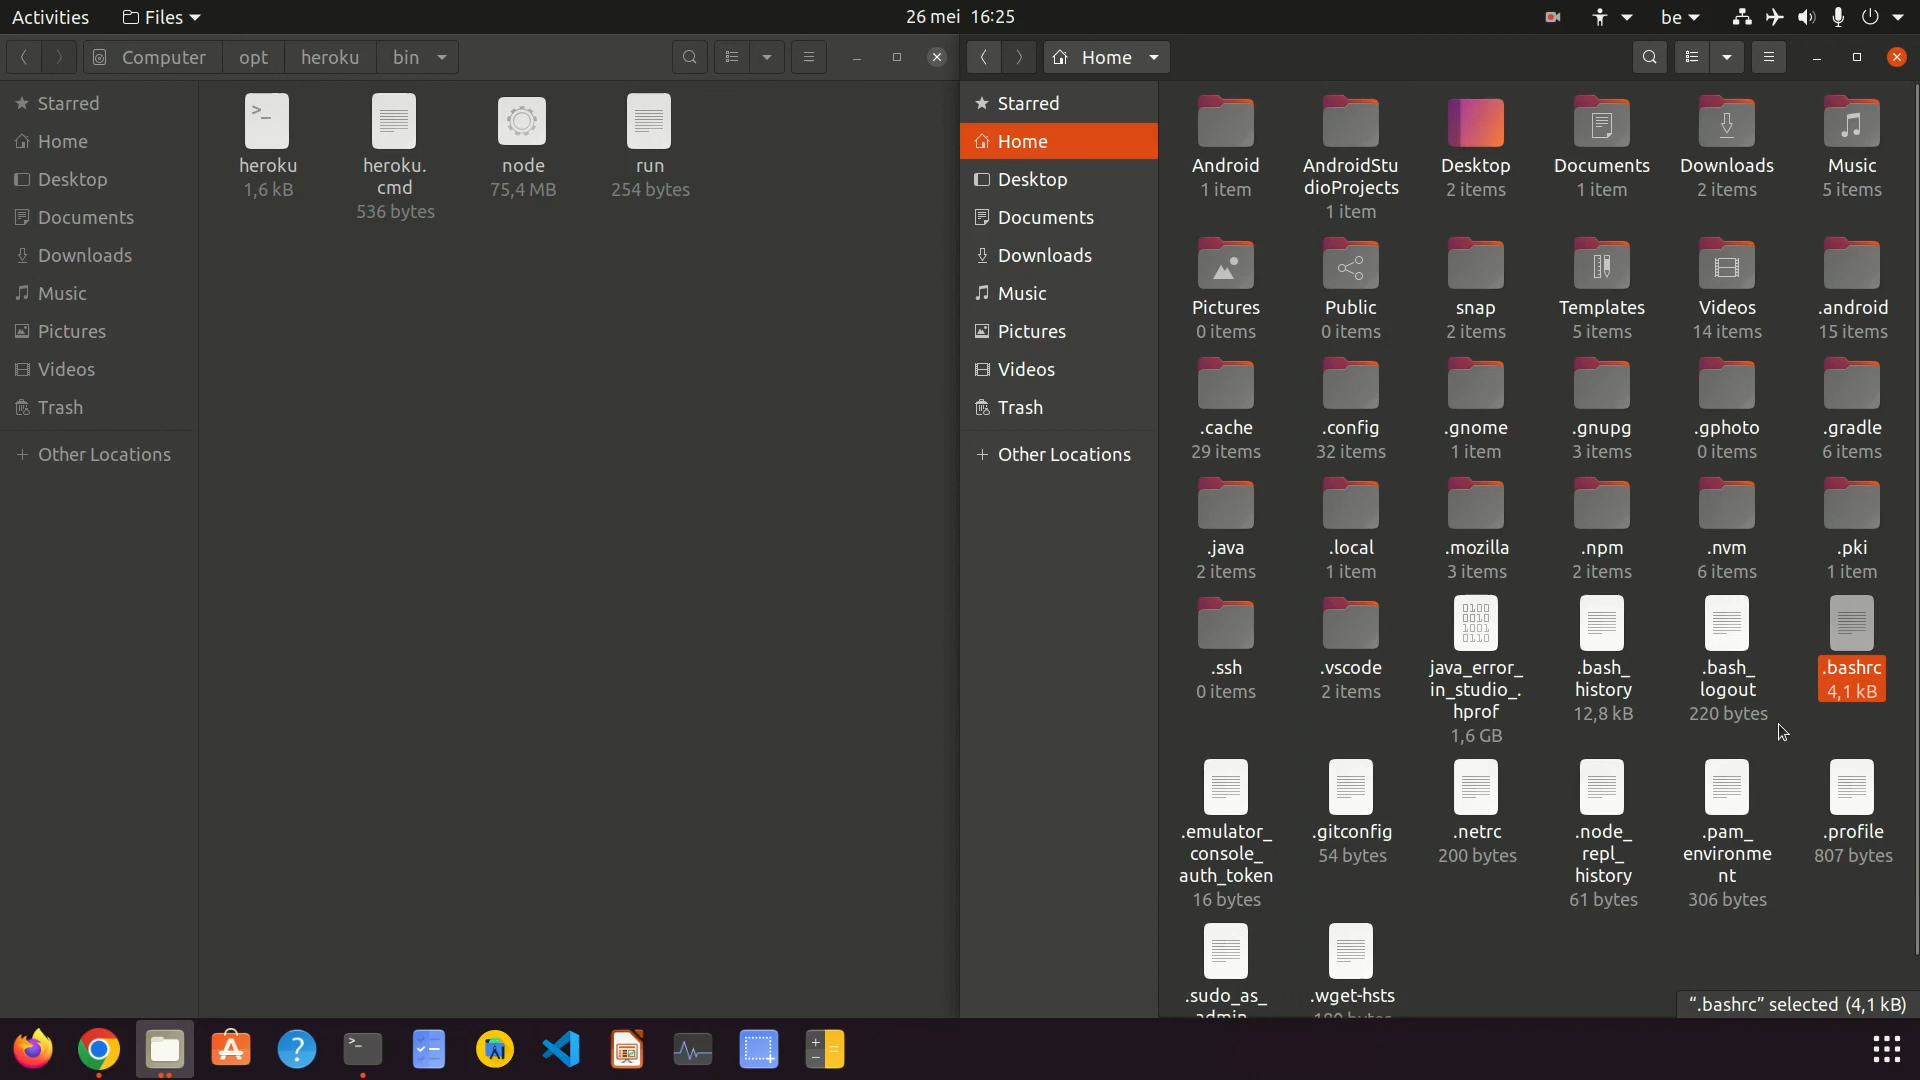 Activities
Files
26 mei 16:25
be
Computer
opt
heroku
bin
Starred
Home
Desktop
Documents
Downloads
Music
Pictures
Videos
Trash
Other Locations
>_
heroku
1,6 kB
heroku.
cmd
536 bytes
node
75,4 MB
run
254 bytes
Home
Starred
Home
Desktop
Documents
Downloads
Music
Pictures
Videos
Trash
Other Locations
Android
1 item
AndroidStu
dioProjects
1 item
Desktop
2 items
Documents
1 item
Downloads
2 items
Music
5 items
Pictures
0 items
Public
0 items
snap
2 items
Templates
5 items
Videos
14 items
.android
15 items
.cache
29 items
.config
32 items
.gnome
1 item
.gnupg
3 items
.gphoto
0 items
.gradle
6 items
.java
2 items
.local
1 item
.mozilla
3 items
.npm
2 items
.nvm
6 items
.pki
1 item
.ssh
0 items
.vscode
2 items
0100
0010
1001
0110
java_error_
in_studio_.
hprof
1,6 GB
.bash_
history
12,8 kB
.bash_
logout
220 bytes
.bashrc
4,1 kB
.emulator_
console_
auth_token
16 bytes
.gitconfig
54 bytes
.netrc
200 bytes
.node_
repl_
history
61 bytes
.pam_
environme
nt
306 bytes
.profile
807 bytes
.sudo_as_
admin_
.wget-hsts
180 bytes
“.bashrc” selected (4,1 kB)